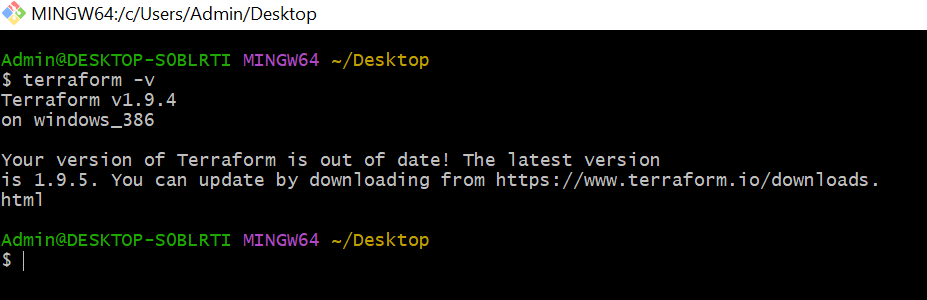 MINGW64:/c/Users/Admin/Desktop
Admin@DESKTOP-S0BLRTI MINGW64 ~/Desktop
$ terraform -v
Terraform v1.9.4
on windows_386
Your version of Terraform is out of date! The latest version
is 1.9.5. You can update by downloading from https://www.terraform.io/downloads.
html
Admin@DESKTOP-S0BLRTI MINGW64 ~/Desktop
$